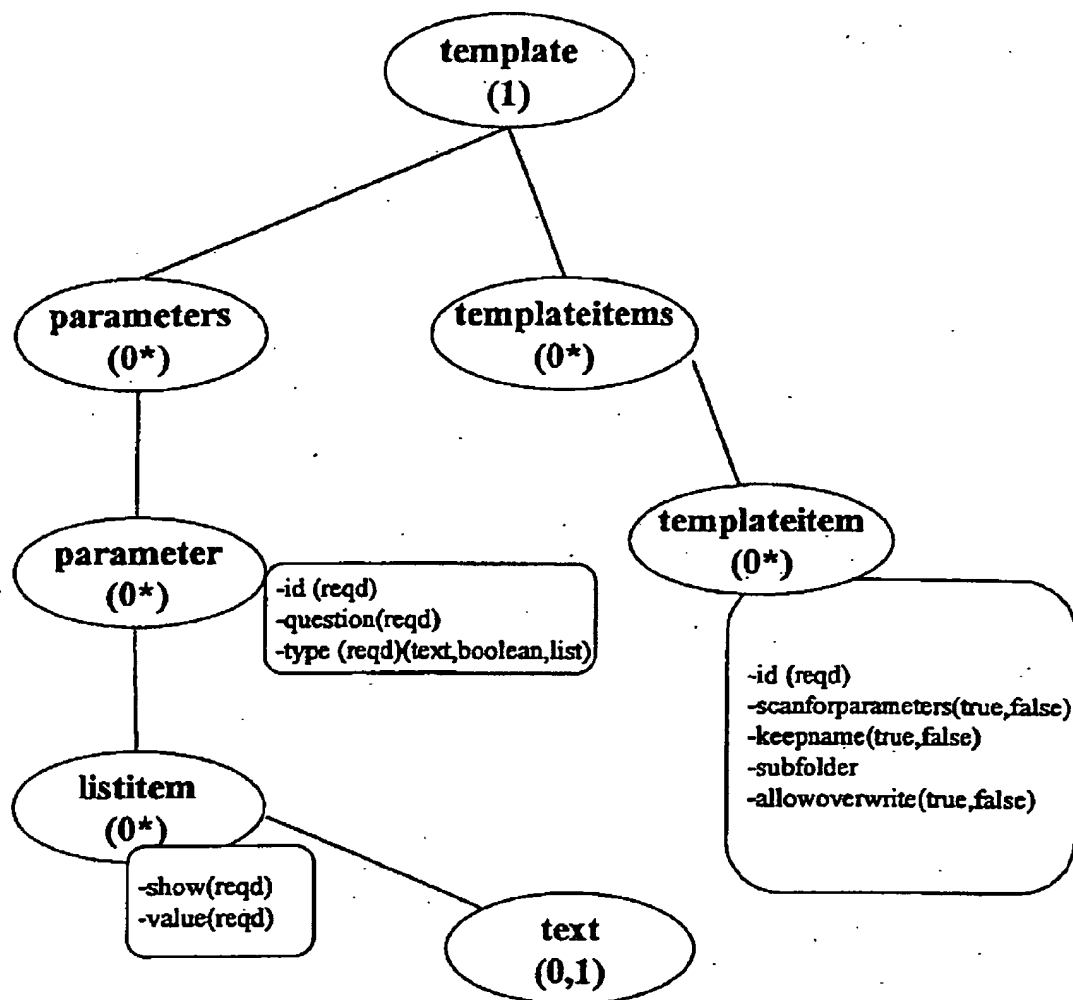 template
(1)
parameters
(0*)
templateitems
(0*)
parameter
(0*)
-id (reqd)
-question(reqd)
-type (reqd)(text,boolean,list)
templateitem
(0*)
-id (reqd)
-scanforparameters(true,false)
-keepname(true,false)
-subfolder
-allowoverwrite(true,false)
listitem
(0*)
-show(reqd)
-value(reqd)
text
(0,1)